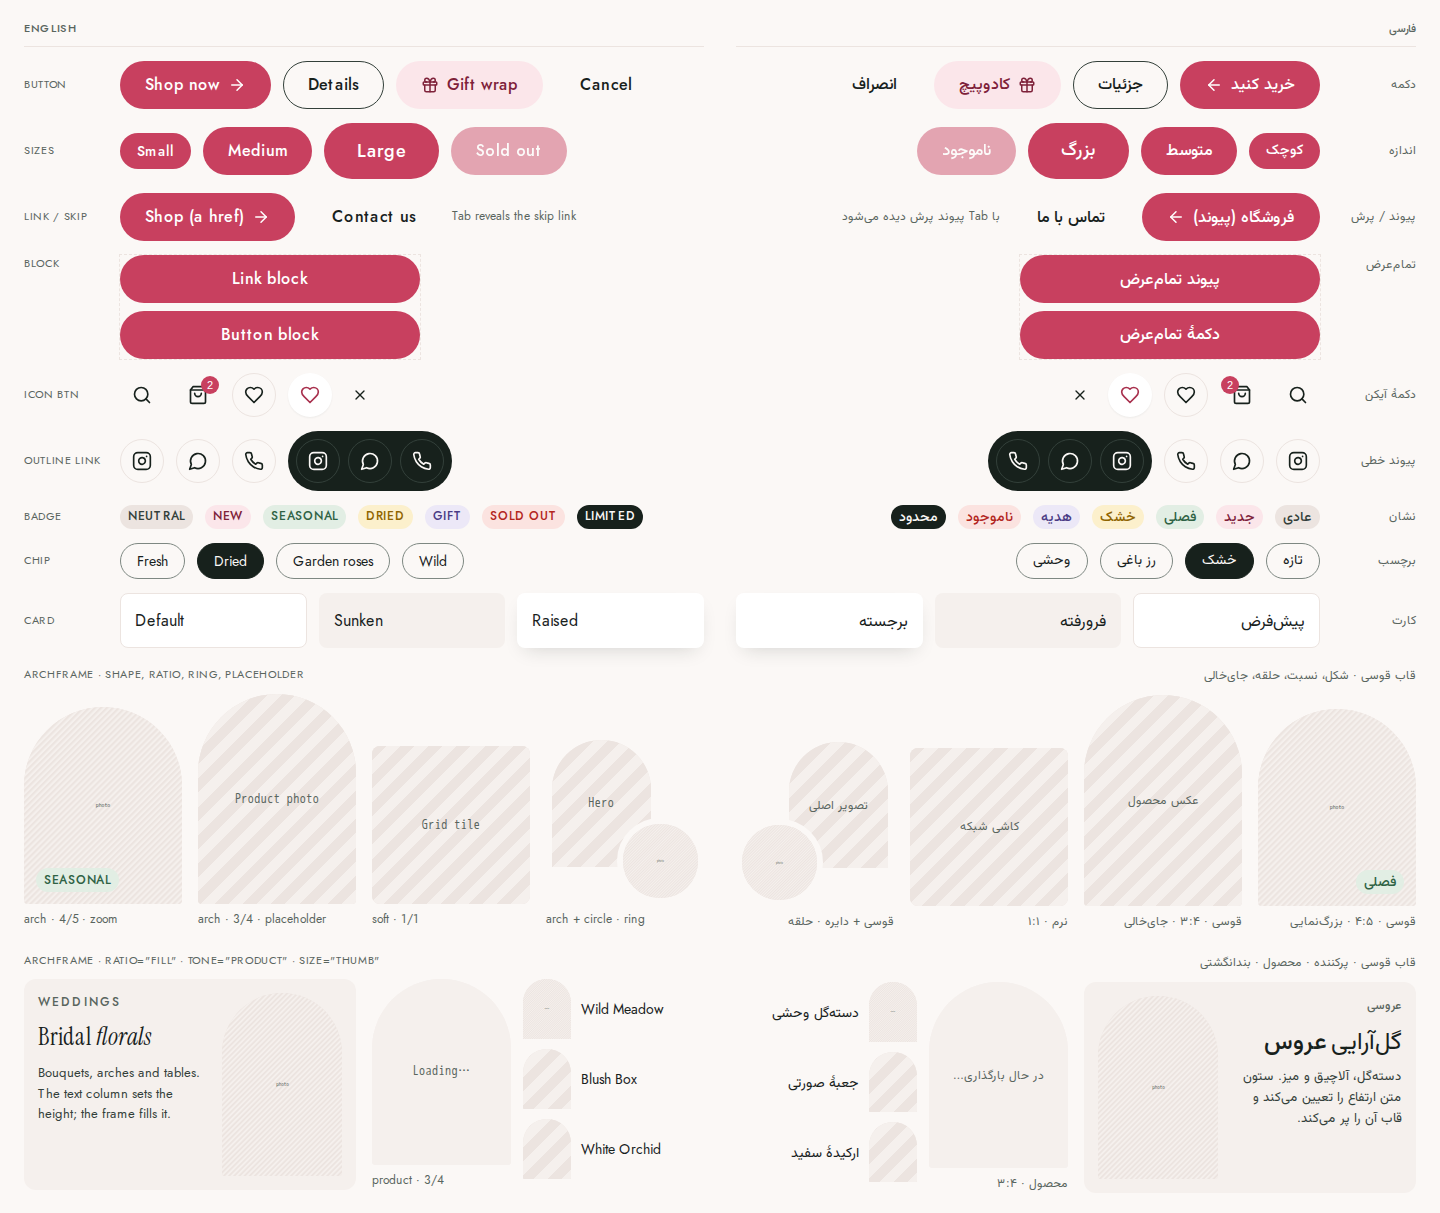 ENGLISH
BUTTON
Shop now
Details
Gift wrap
Cancel
SIZES
Small
Medium
Large
Sold out
LINK / SKIP
Shop (a href)
Contact us
Tab reveals the skip link
BLOCK
Link block
Button block
ICON BTN
2
OUTLINE LINK
BADGE
NEUTRAL
NEW
SEASONAL
DRIED
GIFT
SOLD OUT
LIMITED
CHIP
Fresh
Dried
Garden roses
Wild
CARD
Default
Sunken
Raised
ARCHFRAME · SHAPE, RATIO, RING, PLACEHOLDER
photo
SEASONAL
arch · 4/5 · zoom
Product photo
arch · 3/4 · placeholder
Grid tile
soft · 1/1
Hero
arch + circle · ring
ARCHFRAME · RATIO="FILL" · TONE="PRODUCT" · SIZE="THUMB"
WEDDINGS
Bridal florals
Bouquets, arches and tables.
The text column sets the
height; the frame fills it.
photo
Loading…
product · 3/4
Wild Meadow
Blush Box
White Orchid
فارسی
دکمه
خرید کنید
جزئیات
کادوپیچ
انصراف
اندازه
کوچک
متوسط
بزرگ
ناموجود
پیوند / پرش
فروشگاه (پیوند)
تماس با ما
با Tab پیوند پرش دیده می‌شود
تمام‌عرض
پیوند تمام‌عرض
دکمهٔ تمام‌عرض
دکمهٔ آیکن
2
پیوند خطی
نشان
عادی
جدید
فصلی
خشک
هدیه
ناموجود
محدود
برچسب
تازه
خشک
رز باغی
وحشی
کارت
پیش‌فرض
فرورفته
برجسته
قاب قوسی · شکل، نسبت، حلقه، جای‌خالی
photo
فصلی
قوسی · ۴:۵ · بزرگ‌نمایی
عکس محصول
قوسی · ۳:۴ · جای‌خالی
کاشی شبکه
نرم · ۱:۱
تصویر اصلی
قوسی + دایره · حلقه
قاب قوسی · پرکننده · محصول · بندانگشتی
عروسی
گل‌آرایی عروس
دسته‌گل، آلاچیق و میز. ستون
متن ارتفاع را تعیین می‌کند و
قاب آن را پر می‌کند.
photo
در حال بارگذاری…
محصول · ۳:۴
دسته‌گل وحشی
جعبهٔ صورتی
ارکیدهٔ سفید